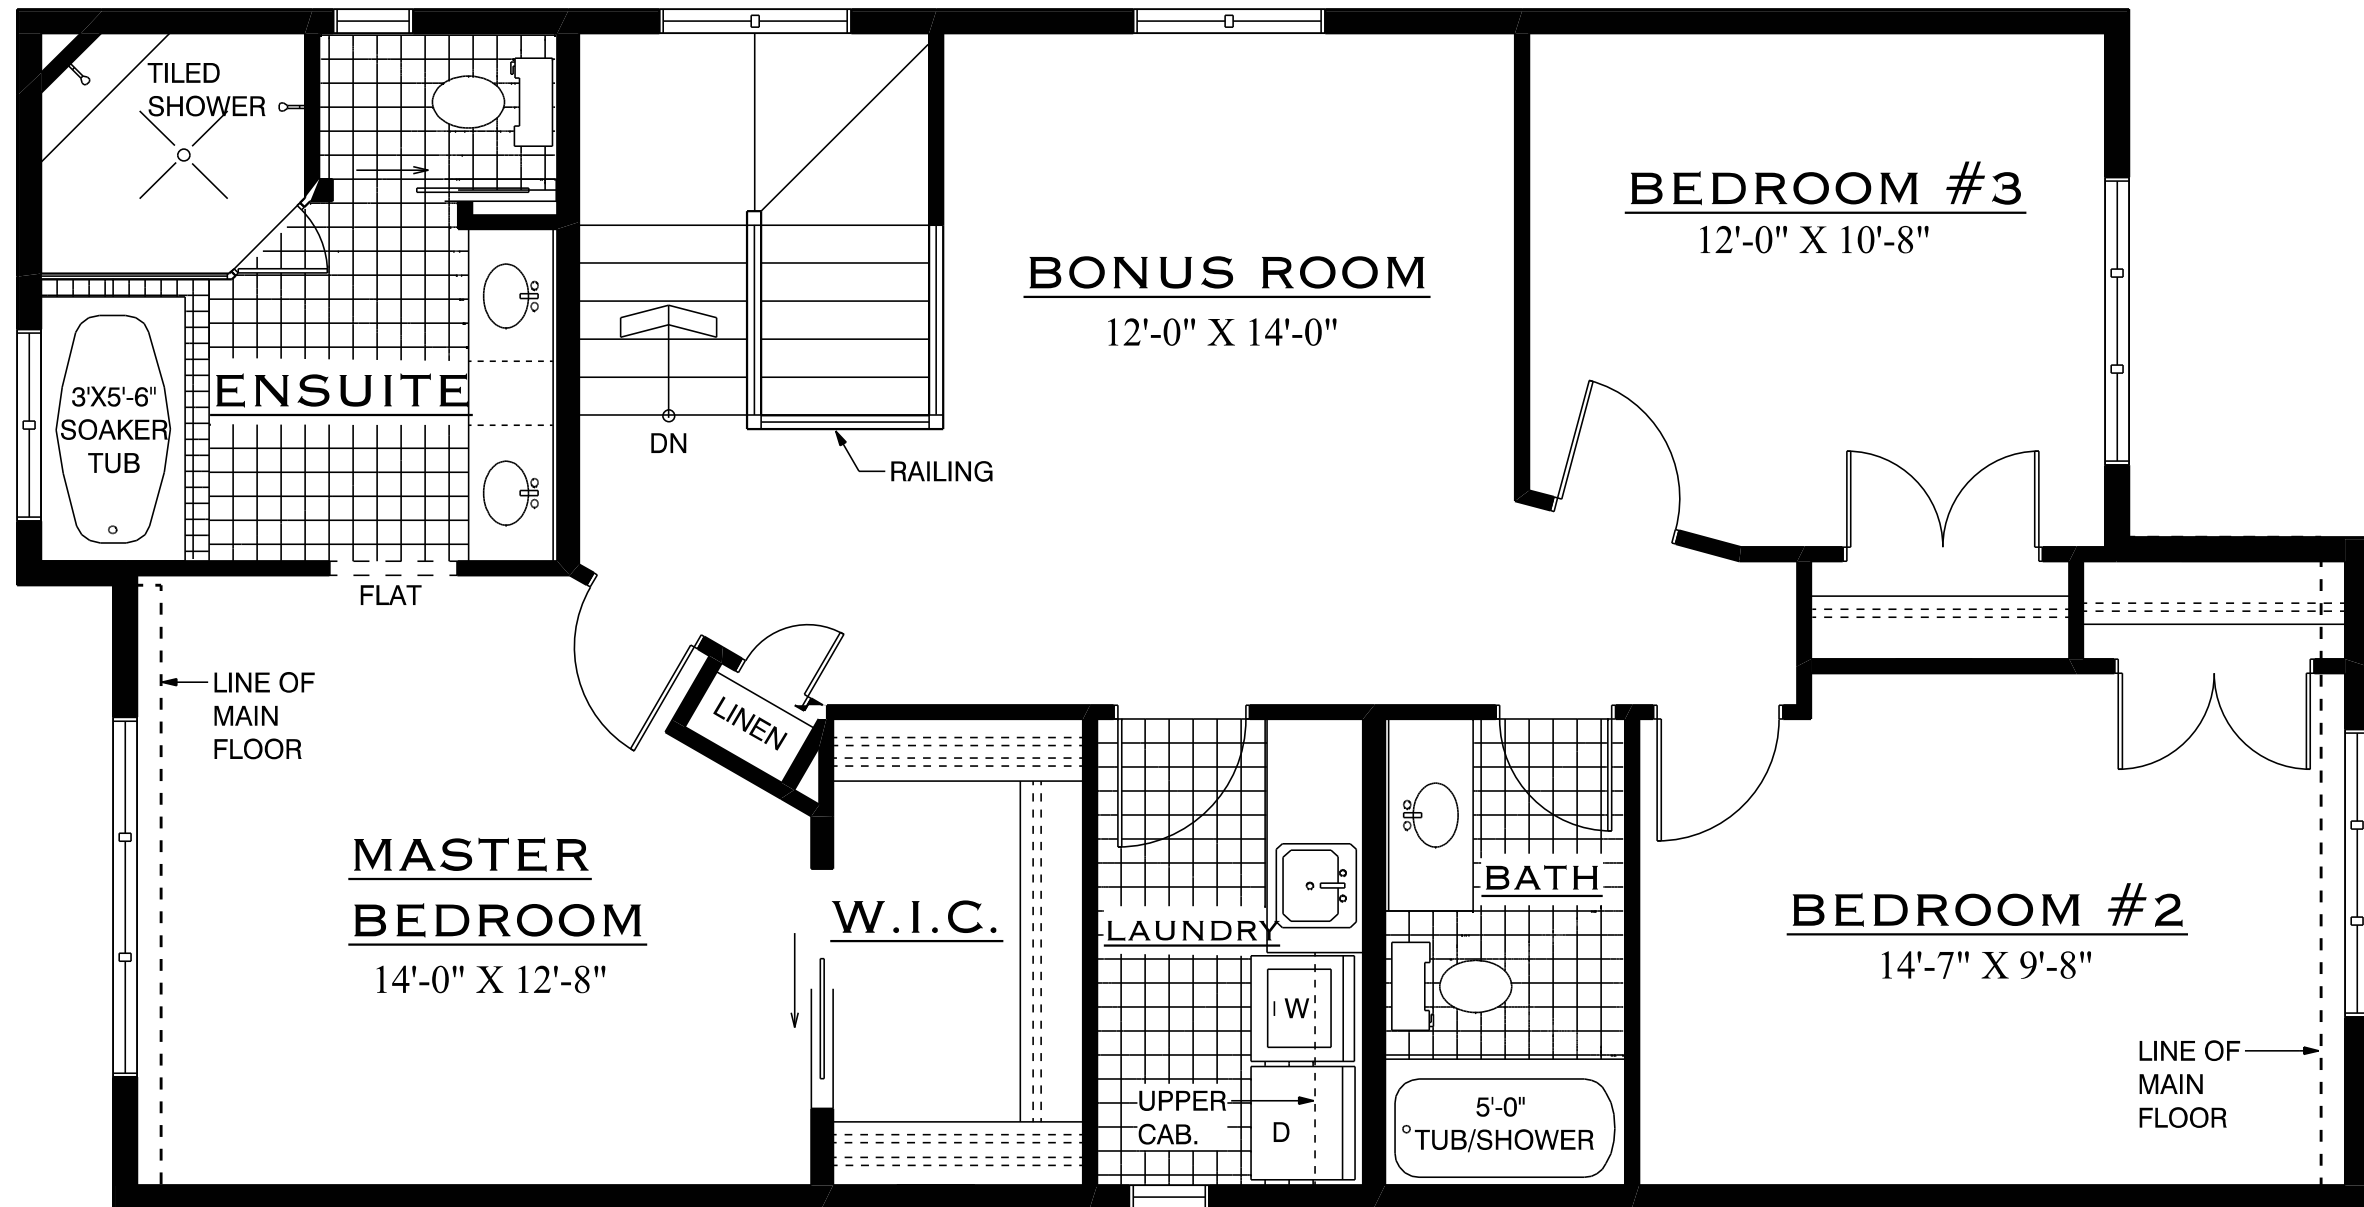 TILED
SHOWER
BEDROOM #3
12'-0" X 10'-8"
BONUS ROOM
12'-0" X 14'-0"
3'X5'-6"
SOAKER
TUB
ENSUITE
DN
RAILING
FLAT
LINE OF
MAIN
FLOOR
LINEN
MASTER
BEDROOM
14'-0" X 12'-8"
W.I.C.
LAUNDRY
BATH
BEDROOM #2
14'-7" X 9'-8"
W
UPPER
CAB.
D
5'-0"
TUB/SHOWER
LINE OF
MAIN
FLOOR